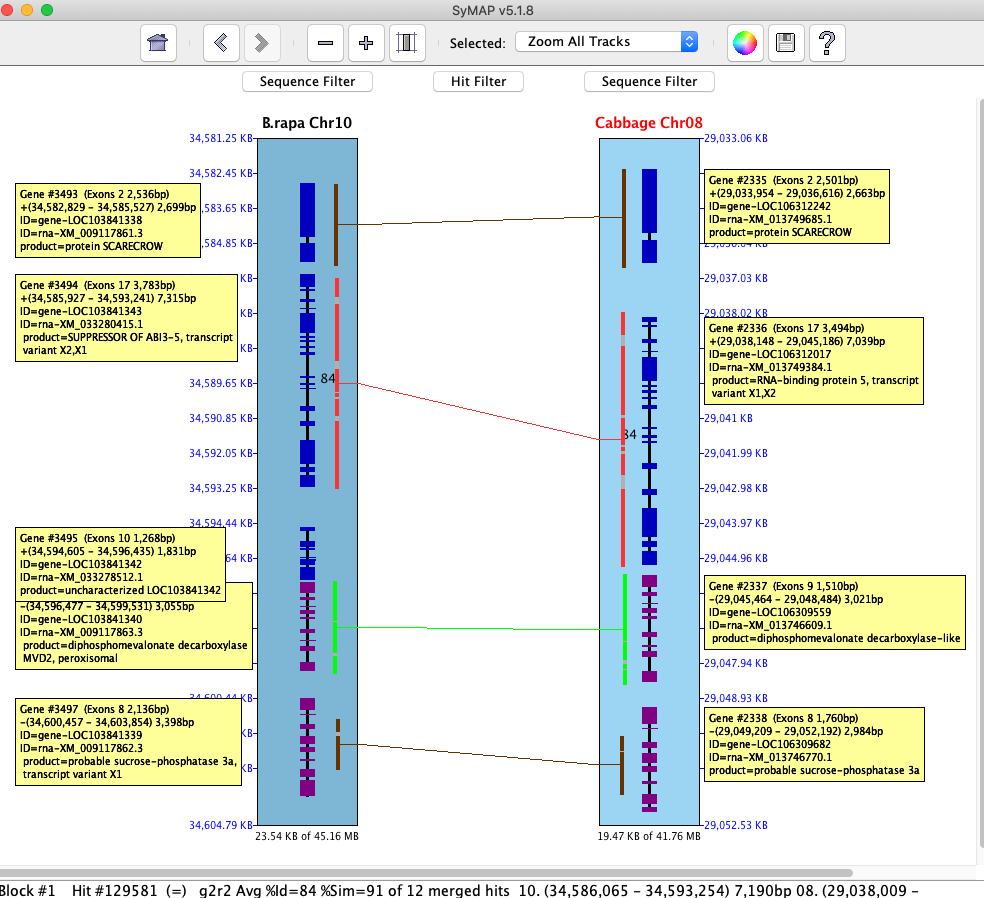 SyMAP v5.1.8
Selected: Zoom All Tracks
Sequence Filter Hit Filter Sequence Filter
B.rapa Chr10
Cabbage Chr08
34,581.25 KB
34,582.45 KB
,583.65 KB
,584.85 KB
KB
KB
34,589.65 KB
34,590.85 KB
34,592.05 KB
34,593.25 KB
34,594.44 KB
64 KB
KB
KB
34,604.79 KB
Gene #3493 (Exons 2 2,536bp)
+(34,582,829 - 34,585,527) 2,699bp
ID=gene-LOC103841338
ID=rna-XM_009117861.3
product=protein SCARECROW
Gene #3494 (Exons 17 3,783bp)
+(34,585,927 - 34,593,241) 7,315bp
ID=gene-LOC103841343
ID=rna-XM_033280415.1
product=SUPPRESSOR OF ABI3-5, transcript
variant X2,X1
Gene #3495 (Exons 10 1,268bp)
+(34,594,605 - 34,596,435) 1,831bp
ID=gene-LOC103841342
ID=rna-XM_033278512.1
product=uncharacterized LOC103841342
-(34,596,477 - 34,599,531) 3,055bp
ID=gene-LOC103841340
ID=rna-XM_009117863.3
product=diphosphomevalonate decarboxylase
MVD2, peroxisomal
Gene #3497 (Exons 8 2,136bp)
-(34,600,457 - 34,603,854) 3,398bp
ID=gene-LOC103841339
ID=rna-XM_009117862.3
product=probable sucrose-phosphatase 3a,
transcript variant X1
84
84
29,033.06 KB
Gene #2335 (Exons 2 2,501bp)
+(29,033,954 - 29,036,616) 2,663bp
ID=gene-LOC106312242
ID=rna-XM_013749685.1
product=protein SCARECROW
29,037.03 KB
29,038.02 KB
Gene #2336 (Exons 17 3,494bp)
+(29,038,148 - 29,045,186) 7,039bp
ID=gene-LOC106312017
ID=rna-XM_013749384.1
product=RNA-binding protein 5, transcript
variant X1,X2
29,041 KB
29,041.99 KB
29,042.98 KB
29,043.97 KB
29,044.96 KB
Gene #2337 (Exons 9 1,510bp)
-(29,045,464 - 29,048,484) 3,021bp
ID=gene-LOC106309559
ID=rna-XM_013746609.1
product=diphosphomevalonate decarboxylase-like
29,047.94 KB
29,048.93 KB
Gene #2338 (Exons 8 1,760bp)
-(29,049,209 - 29,052,192) 2,984bp
ID=gene-LOC106309682
ID=rna-XM_013746770.1
product=probable sucrose-phosphatase 3a
29,052.53 KB
23.54 KB of 45.16 MB
19.47 KB of 41.76 MB
Block #1 Hit #129581 (=) g2r2 Avg %Id=84 %Sim=91 of 12 merged hits 10. (34,586,065 - 34,593,254) 7,190bp 08. (29,038,009 -